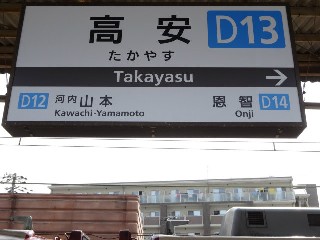 高安 D13
たかやす
Takayasu →
D12 河内山本 恩智 D14
Kawachi-Yamamoto Onji